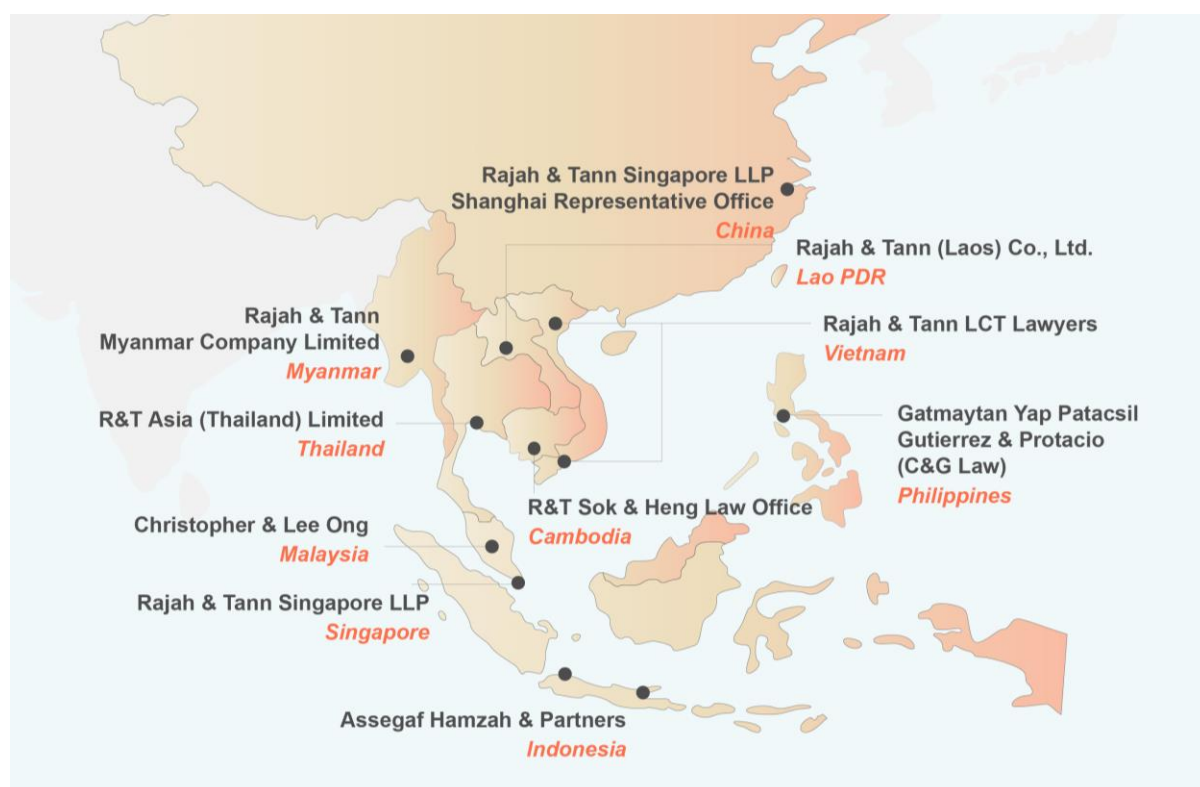 Rajah & Tann Singapore LLP
Shanghai Representative Office
China
Rajah & Tann (Laos) Co., Ltd.
Lao PDR
Rajah & Tann
Myanmar Company Limited
Myanmar
Rajah & Tann LCT Lawyers
Vietnam
R&T Asia (Thailand) Limited
Thailand
Gatmaytan Yap Patacsil
Gutierrez & Protacio
(C&G Law)
Philippines
R&T Sok & Heng Law Office
Cambodia
Christopher & Lee Ong
Malaysia
Rajah & Tann Singapore LLP
Singapore
Assegaf Hamzah & Partners
Indonesia